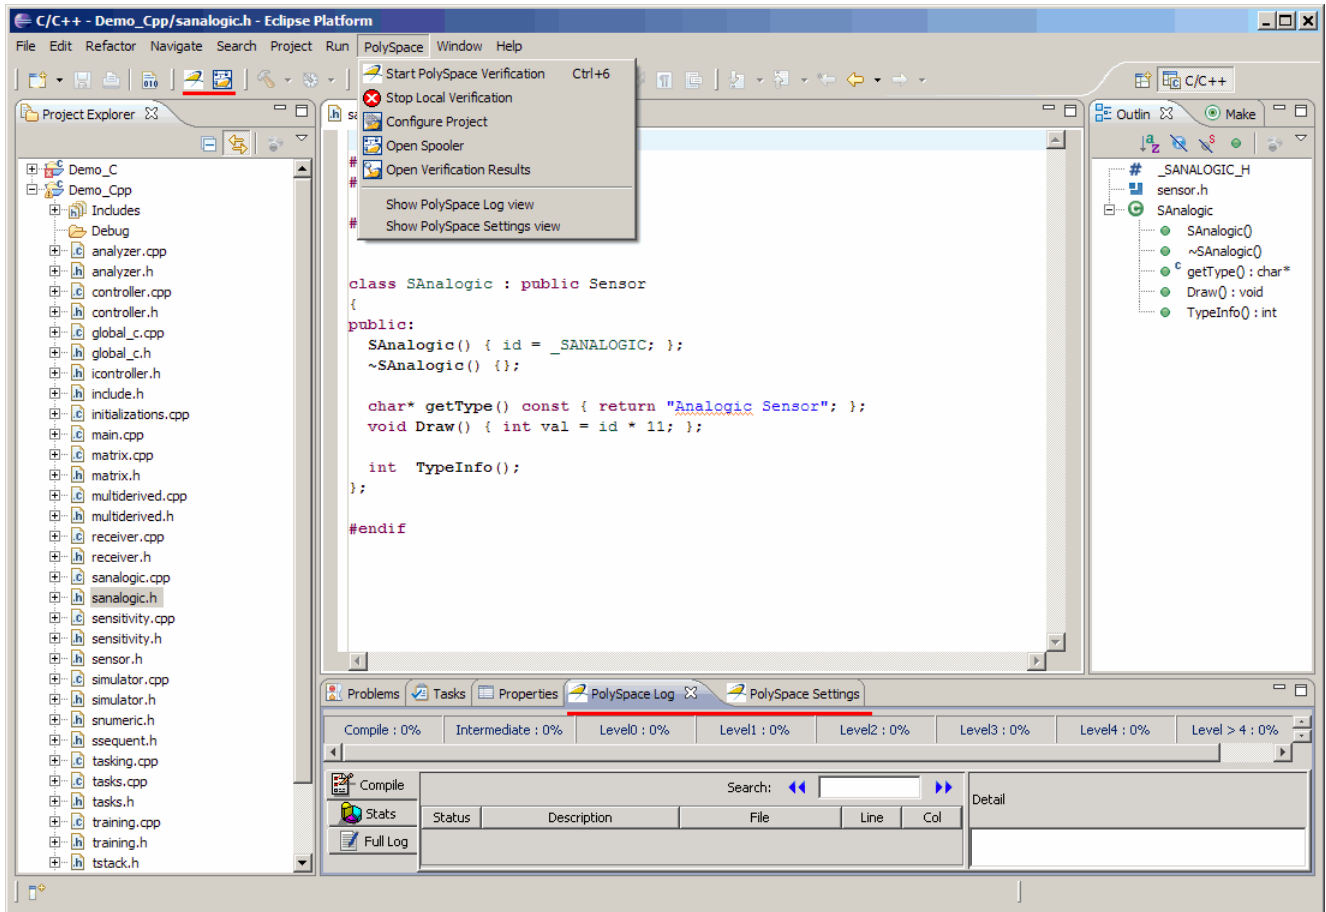 C/C++ - Demo_Cpp/sanalogic.h - Eclipse Platform
File Edit Refactor Navigate Search Project Run PolySpace Window Help
Start PolySpace Verification Ctrl+6
Stop Local Verification
Configure Project
Open Spooler
Open Verification Results
Show PolySpace Log view
Show PolySpace Settings view
010
C/C++
Project Explorer
Demo_C
Demo_Cpp
Includes
Debug
analyzer.cpp
analyzer.h
controller.cpp
controller.h
global_c.cpp
global_c.h
icontroller.h
include.h
initializations.cpp
main.cpp
matrix.cpp
matrix.h
multiderived.cpp
multiderived.h
receiver.cpp
receiver.h
sanalogic.cpp
sanalogic.h
sensitivity.cpp
sensitivity.h
sensor.h
simulator.cpp
simulator.h
snumeric.h
ssequent.h
tasking.cpp
tasks.cpp
tasks.h
training.cpp
training.h
tstack.h
#
#
#
class SAnalogic : public Sensor
{
public:
SAnalogic() { id = _SANALOGIC; };
~SAnalogic() {};
char* getType() const { return "Analogic Sensor"; };
void Draw() { int val = id * 11; };
int TypeInfo();
};
#endif
Outlin Make
# _SANALOGIC_H
sensor.h
SAnalogic
SAnalogic()
~SAnalogic()
getType() : char*
Draw() : void
TypeInfo() : int
Problems Tasks Properties PolySpace Log PolySpace Settings
Compile : 0% Intermediate : 0% Level0 : 0% Level1 : 0% Level2 : 0% Level3 : 0% Level4 : 0% Level > 4 : 0%
Compile Search:
Stats Status Description File Line Col
Full Log
Detail